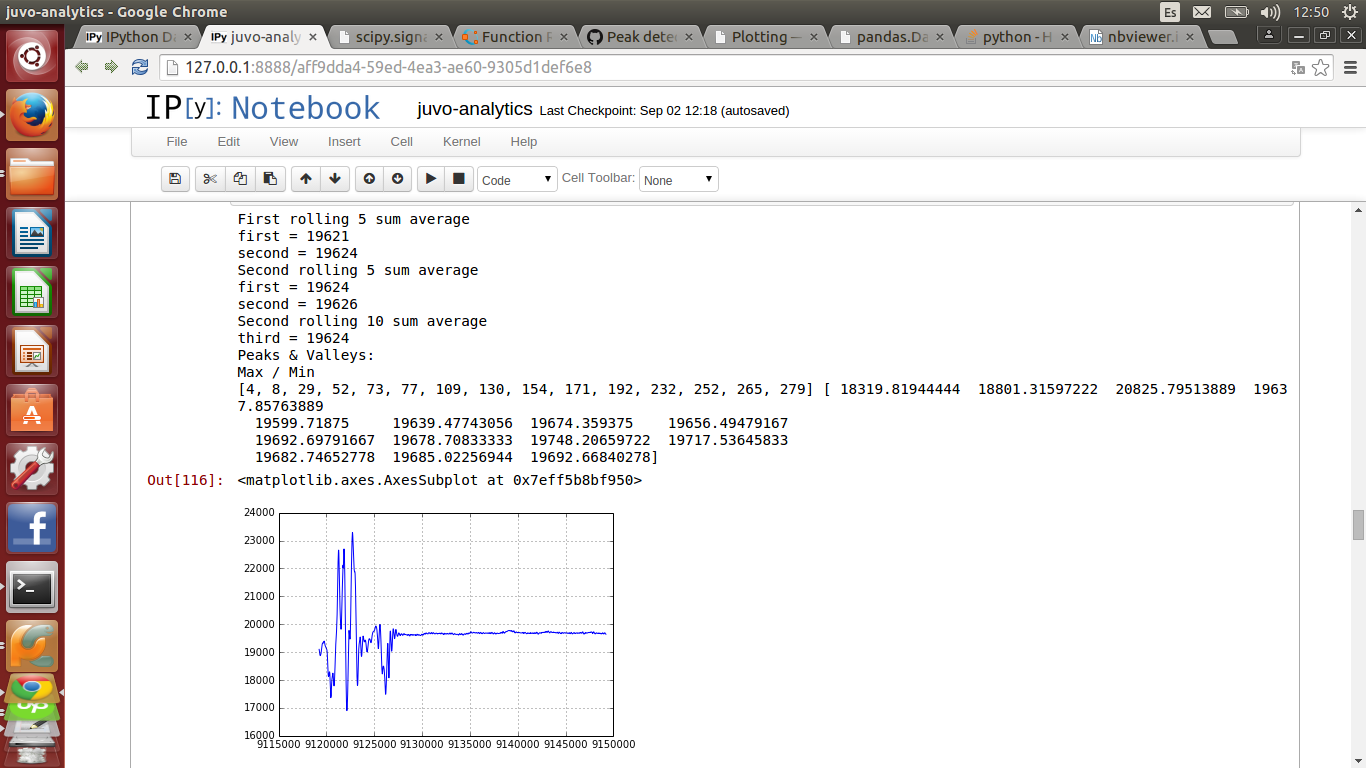 juvo-analytics - Google Chrome
Es
12:50
IPy IPython Da
IPy juvo-analy
scipy.signa
Function R
Peak detec
Plotting —
pandas.Da
python - H
Nb nbviewer.i
127.0.0.1:8888/aff9dda4-59ed-4ea3-ae60-9305d1def6e8
IP[y]: Notebook
juvo-analytics Last Checkpoint: Sep 02 12:18 (autosaved)
File Edit View Insert Cell Kernel Help
Code
Cell Toolbar:
None
First rolling 5 sum average
first = 19621
second = 19624
Second rolling 5 sum average
first = 19624
second = 19626
Second rolling 10 sum average
third = 19624
Peaks & Valleys:
Max / Min
[4, 8, 29, 52, 73, 77, 109, 130, 154, 171, 192, 232, 252, 265, 279] [ 18319.81944444 18801.31597222 20825.79513889 1963
7.85763889
19599.71875 19639.47743056 19674.359375 19656.49479167
19692.69791667 19678.70833333 19748.20659722 19717.53645833
19682.74652778 19685.02256944 19692.66840278]
Out[116]: <matplotlib.axes.AxesSubplot at 0x7eff5b8bf950>
24000
23000
22000
21000
20000
19000
18000
17000
16000
9115000 9120000 9125000 9130000 9135000 9140000 9145000 9150000